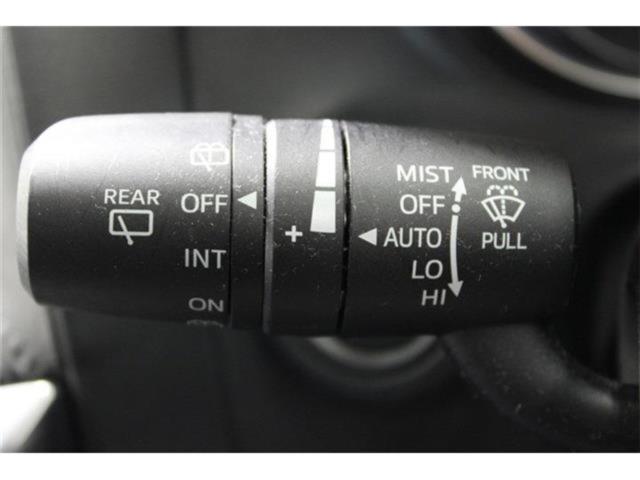 REAR
OFF
INT
ON
+
MIST
OFF
AUTO
LO
HI
FRONT
PULL